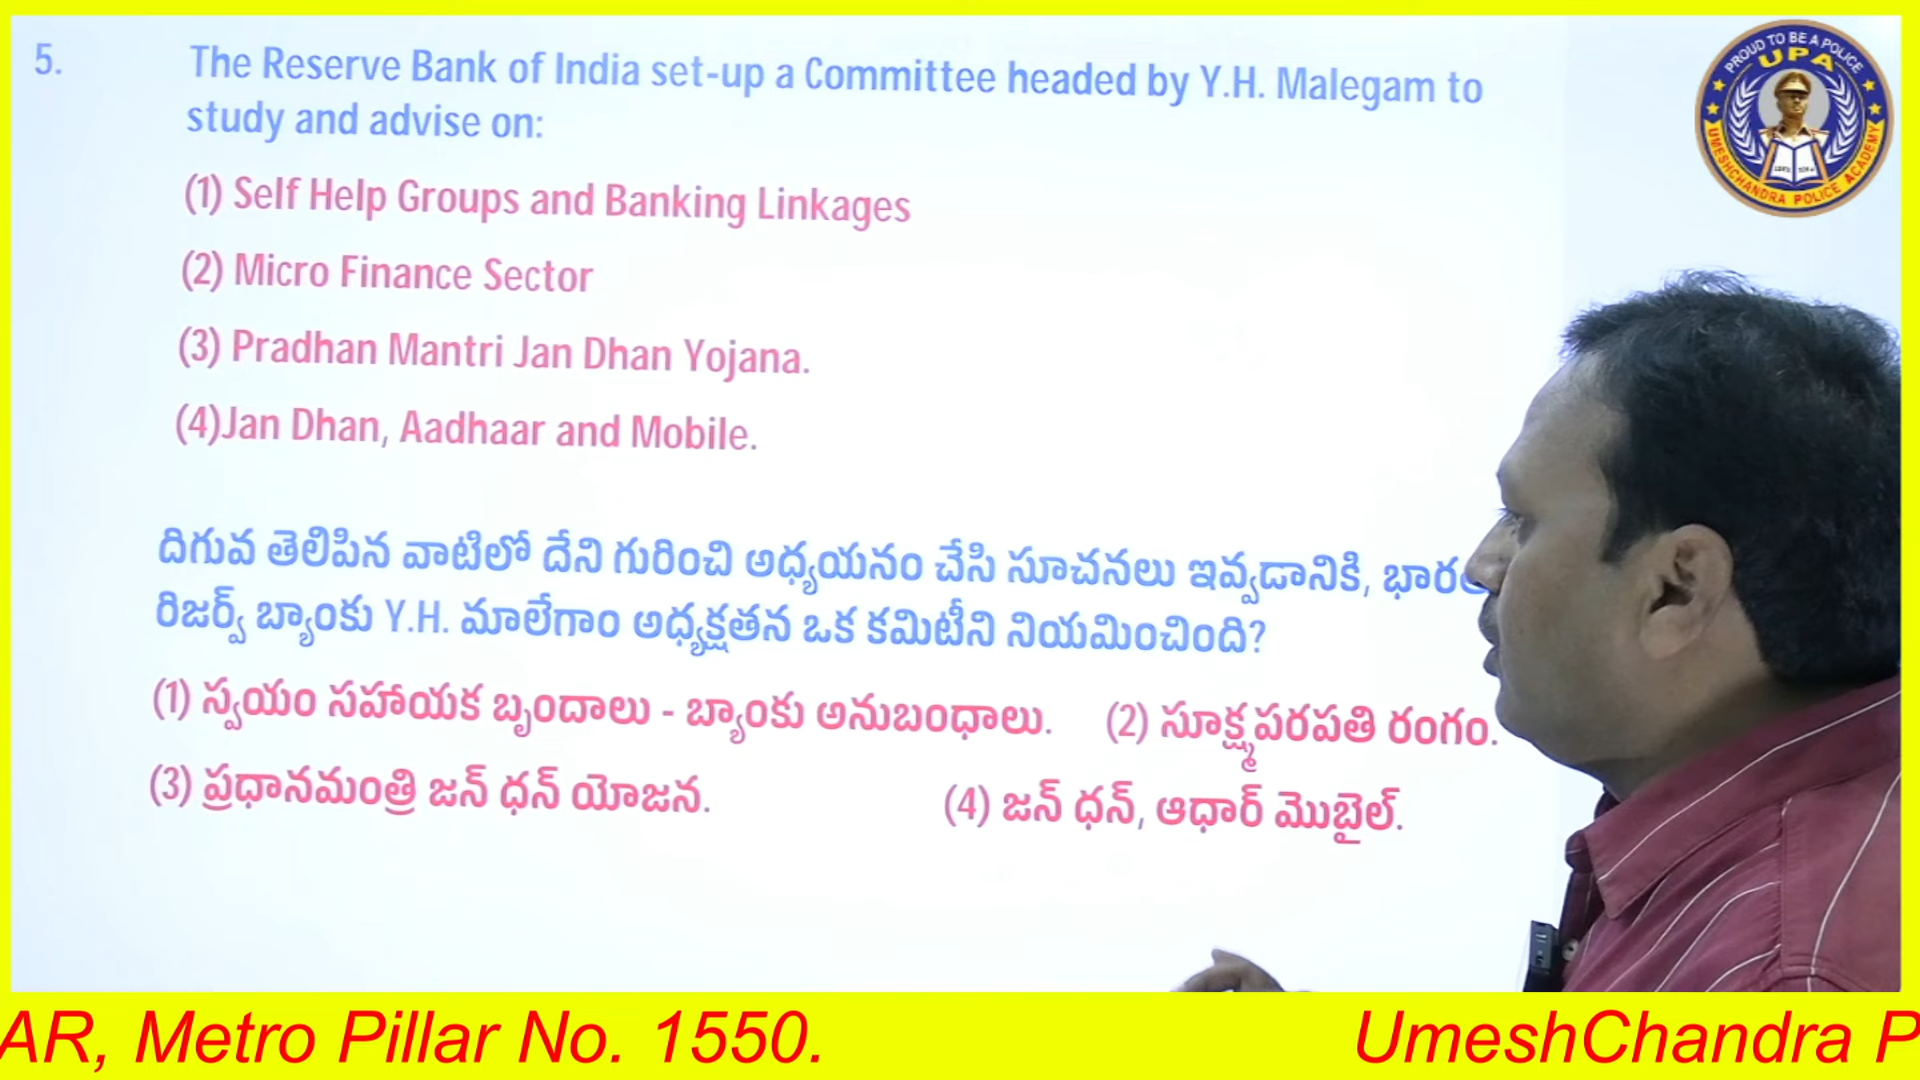 5.
The Reserve Bank of India set-up a Committee headed by Y.H. Malegam to
study and advise on:
(1) Self Help Groups and Banking Linkages
(2) Micro Finance Sector
(3) Pradhan Mantri Jan Dhan Yojana.
(4)Jan Dhan, Aadhaar and Mobile.
దిగువ తెలిపిన వాటిలో దేని గురించి అధ్యయనం చేసి సూచనలు ఇవ్వడానికి,
రిజర్వ్ బ్యాంకు Y.H. మాలేగాం అధ్యక్షతన ఒక కమిటీని నియమించింది?
(1) స్వయం సహాయక బృందాలు - బ్యాంకు అనుబంధాలు. (2) సూక్ష్మపరపతి రంగం.
(3) ప్రధానమంత్రి జన్ ధన్ యోజన. (4) జన్ ధన్, ఆధార్ మొబైల్.
PROUD TO BE A POLICE
UPA
UMESHCHANDRA POLICE ACADEMY
AR, Metro Pillar No. 1550. UmeshChandra P